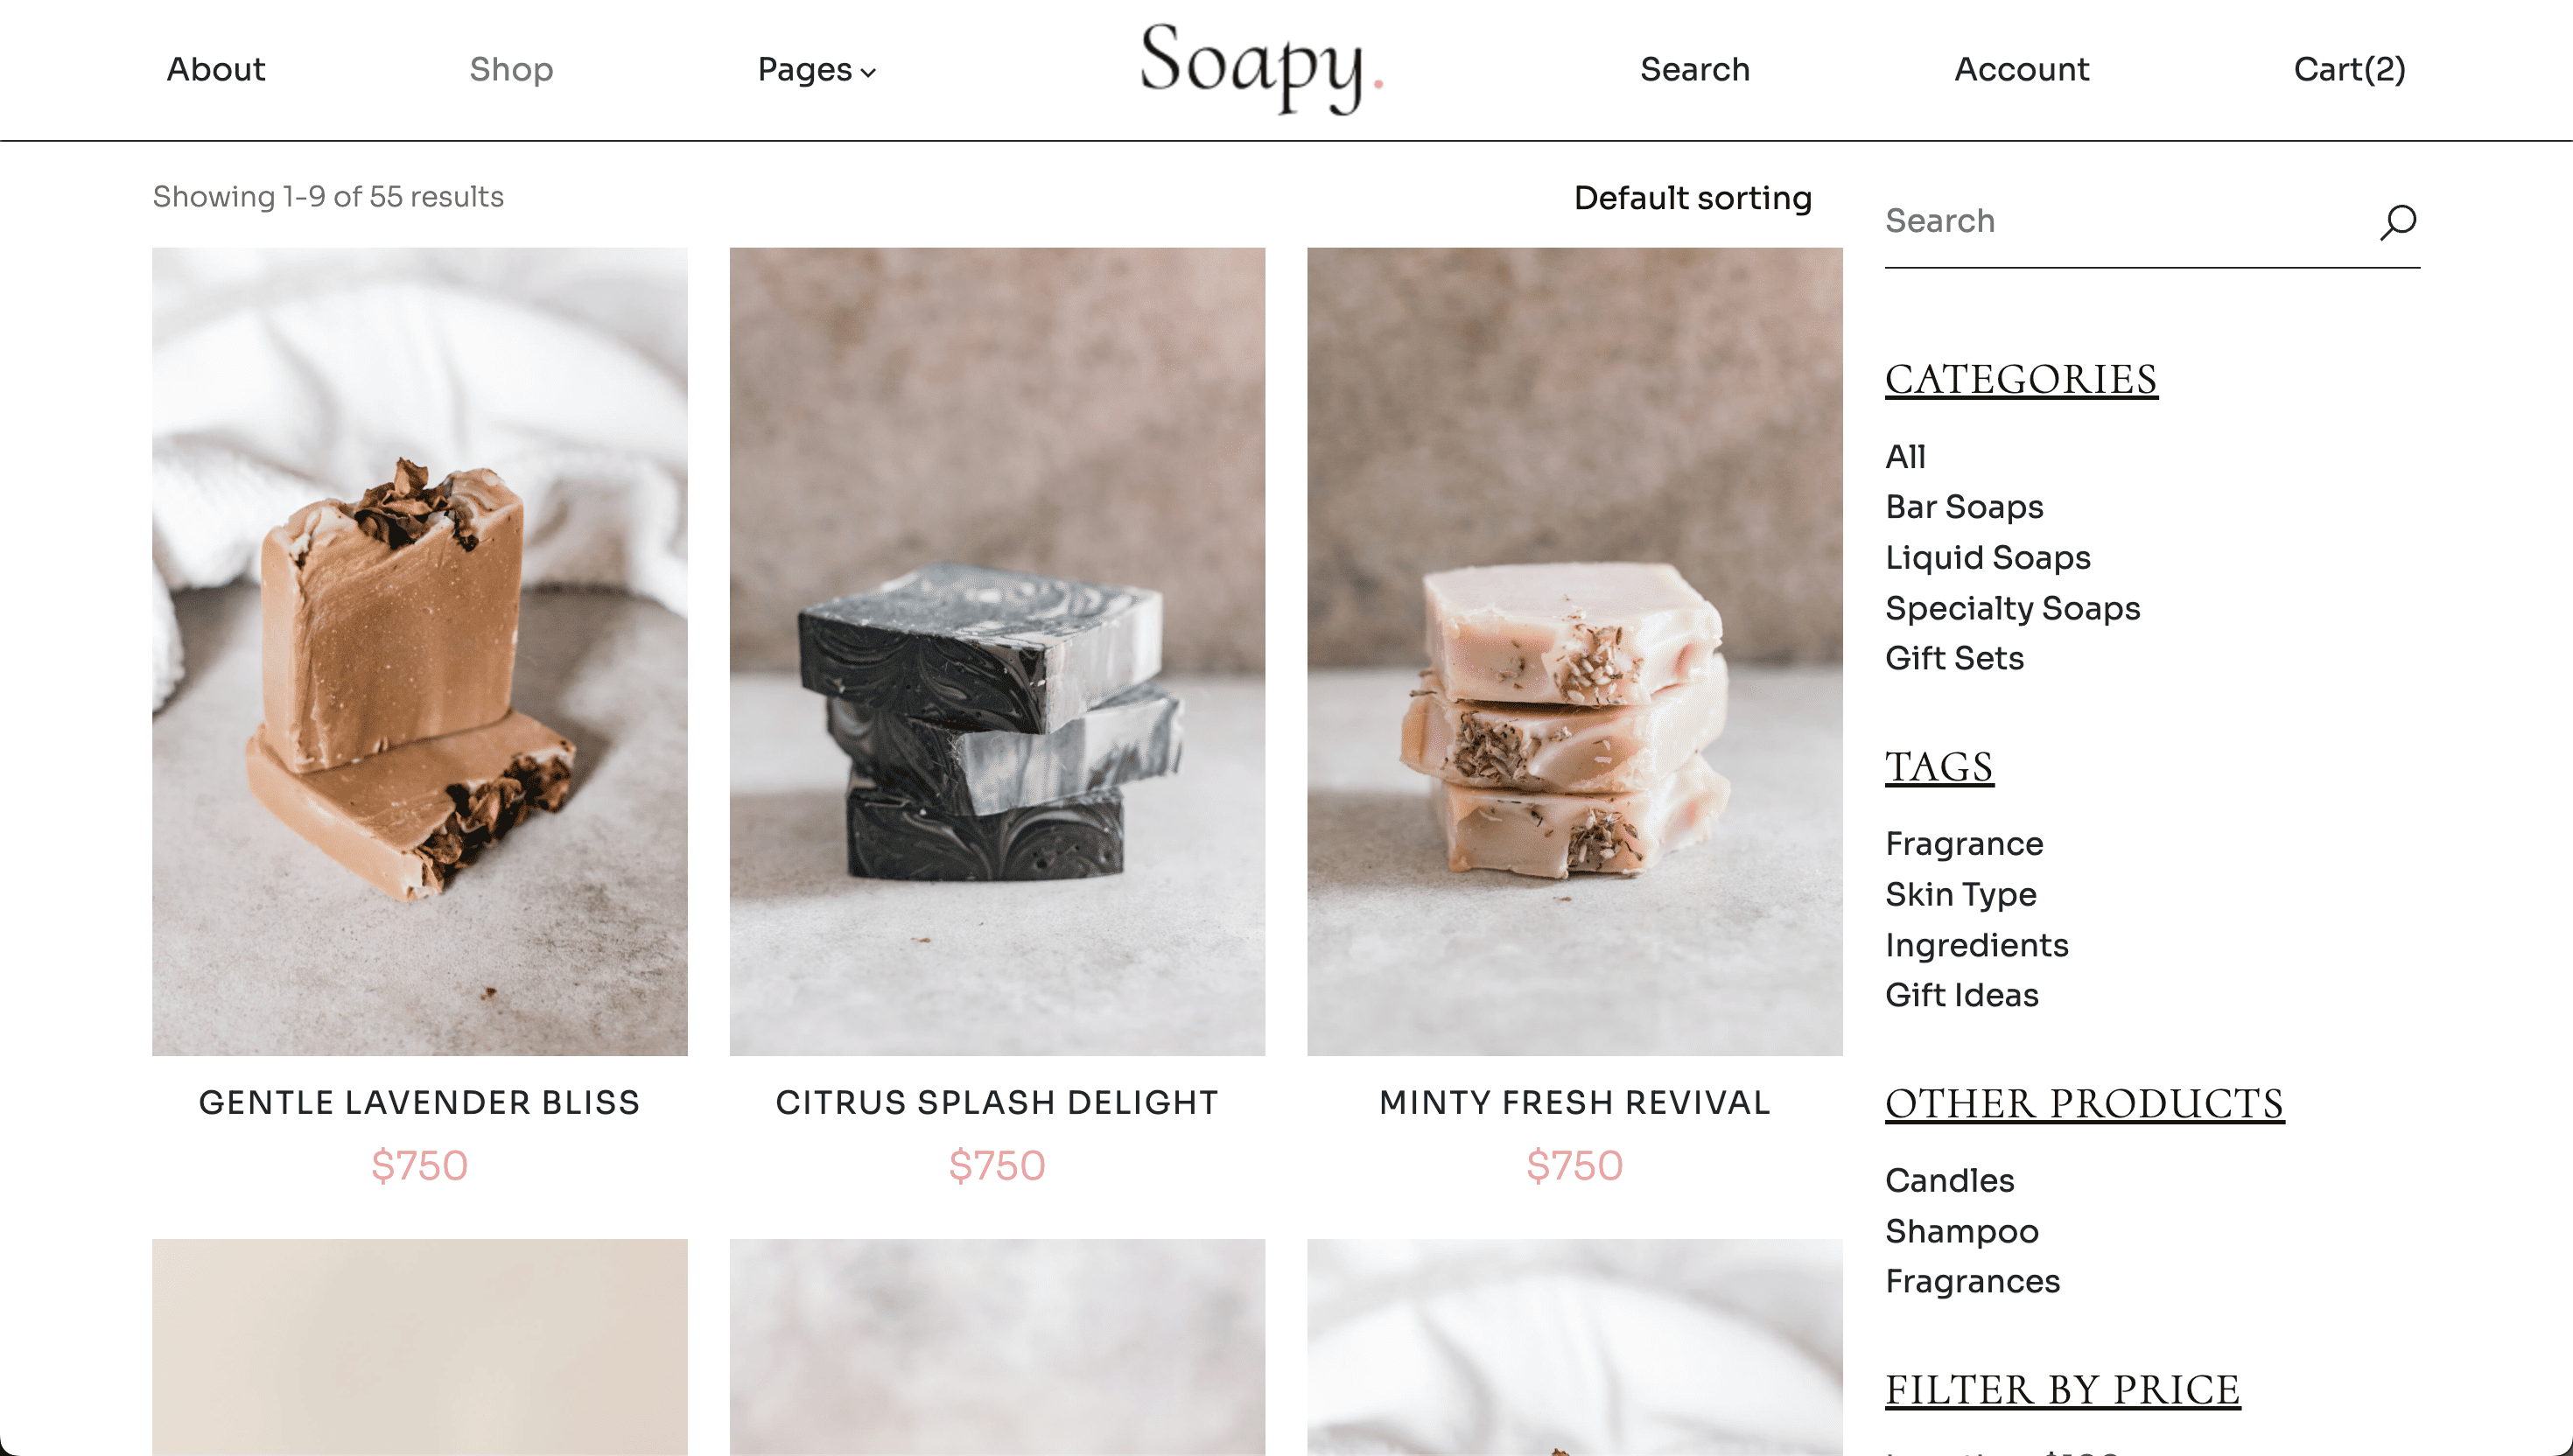 About
Shop
Pages
Soapy.
Search
Account
Cart(2)
Showing 1-9 of 55 results
Default sorting
Search
CATEGORIES
All
Bar Soaps
Liquid Soaps
Specialty Soaps
Gift Sets
TAGS
Fragrance
Skin Type
Ingredients
Gift Ideas
GENTLE LAVENDER BLISS
$750
CITRUS SPLASH DELIGHT
$750
MINTY FRESH REVIVAL
$750
OTHER PRODUCTS
Candles
Shampoo
Fragrances
FILTER BY PRICE